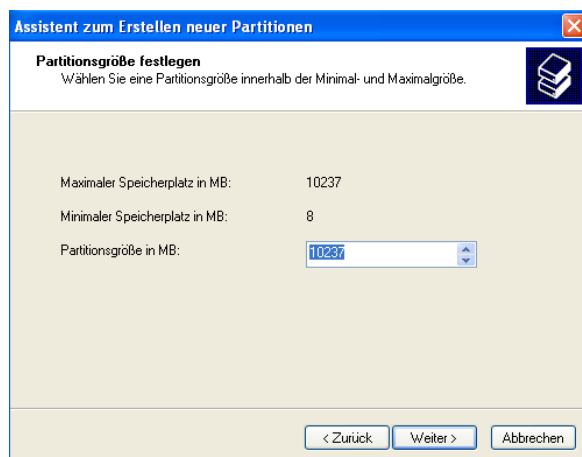 Assistent zum Erstellen neuer Partitionen
Partitionsgröße festlegen
Wählen Sie eine Partitionsgröße innerhalb der Minimal- und Maximalgröße.
Maximaler Speicherplatz in MB: 10237
Minimaler Speicherplatz in MB: 8
Partitionsgröße in MB: 10237
< Zurück Weiter > Abbrechen